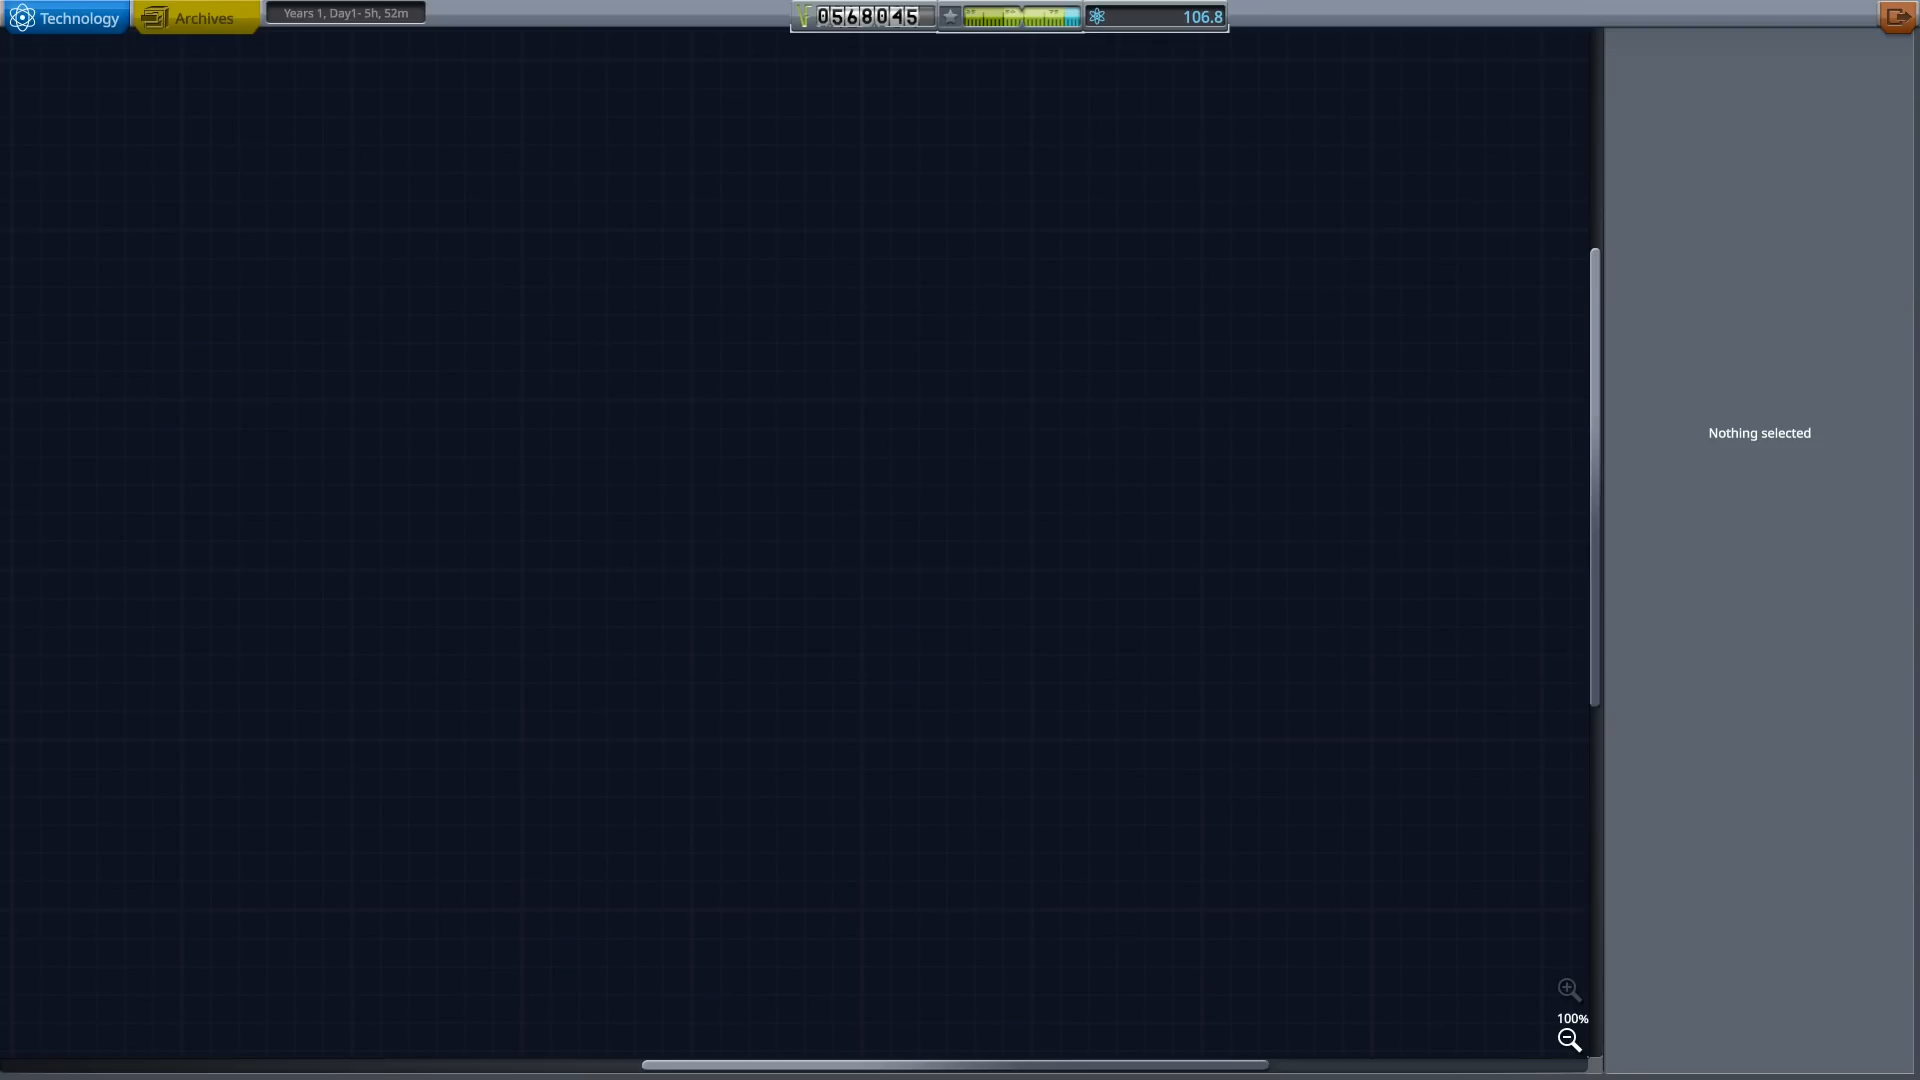 Technology
Archives
Years 1, Day1- 5h, 52m
0568045
106.8
Nothing selected
100%